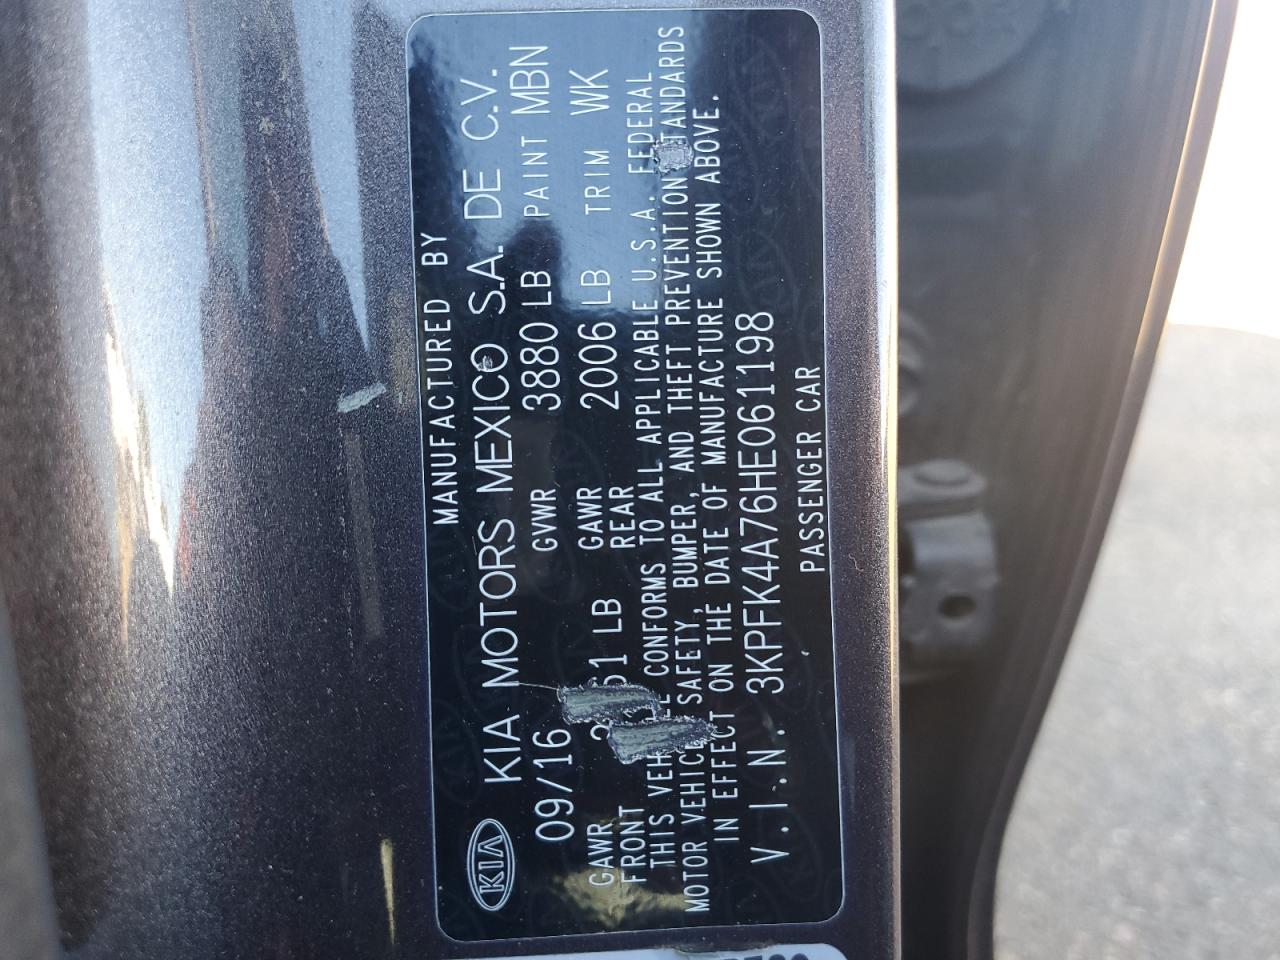 MANUFACTURED BY
KIA KIA MOTORS MEXICO S.A. DE C.V.
09/16 GVWR 3880 LB PAINT MBN
GAWR FRONT LB GAWR REAR 2006 LB TRIM WK
THIS CONFORMS TO ALL APPLICABLE U.S.A. FEDERAL
MOTOR VEHICLE SAFETY, BUMPER, AND THEFT PREVENTION STANDARDS
IN EFFECT ON THE DATE OF MANUFACTURE SHOWN ABOVE.
V.I.N. 3KPFK4A76HE061198
PASSENGER CAR